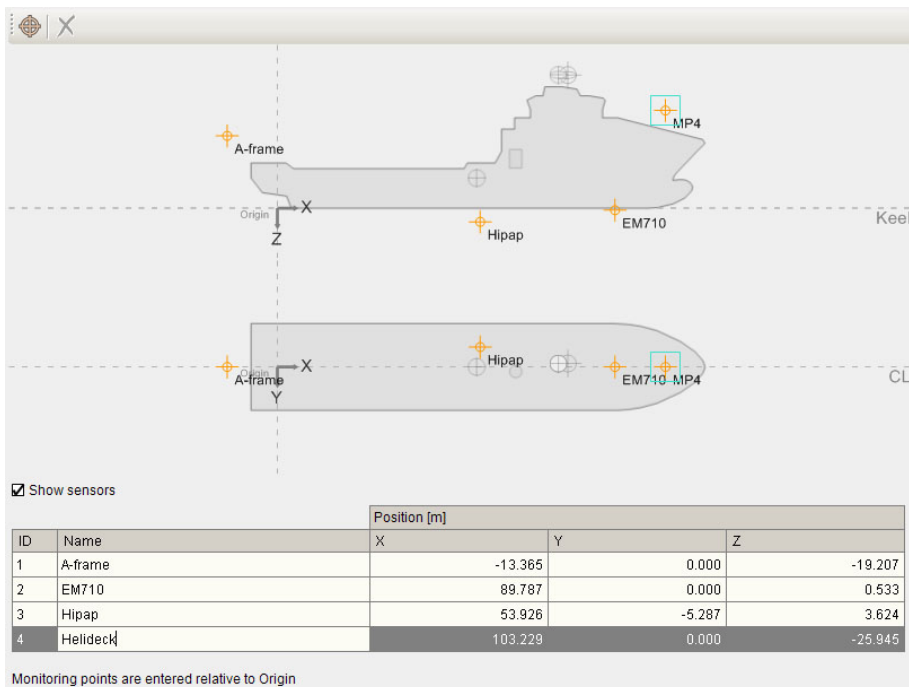 MP4
A-frame
Origin
X
Z
Hipap
EM710
Keel
Origin
X
Y
A-frame
Hipap
EM710
MP4
CL
Show sensors
Position [m]
ID Name X Y Z
1 A-frame -13.365 0.000 -19.207
2 EM710 89.787 0.000 0.533
3 Hipap 53.926 -5.287 3.624
4 Helideck 103.229 0.000 -25.945
Monitoring points are entered relative to Origin